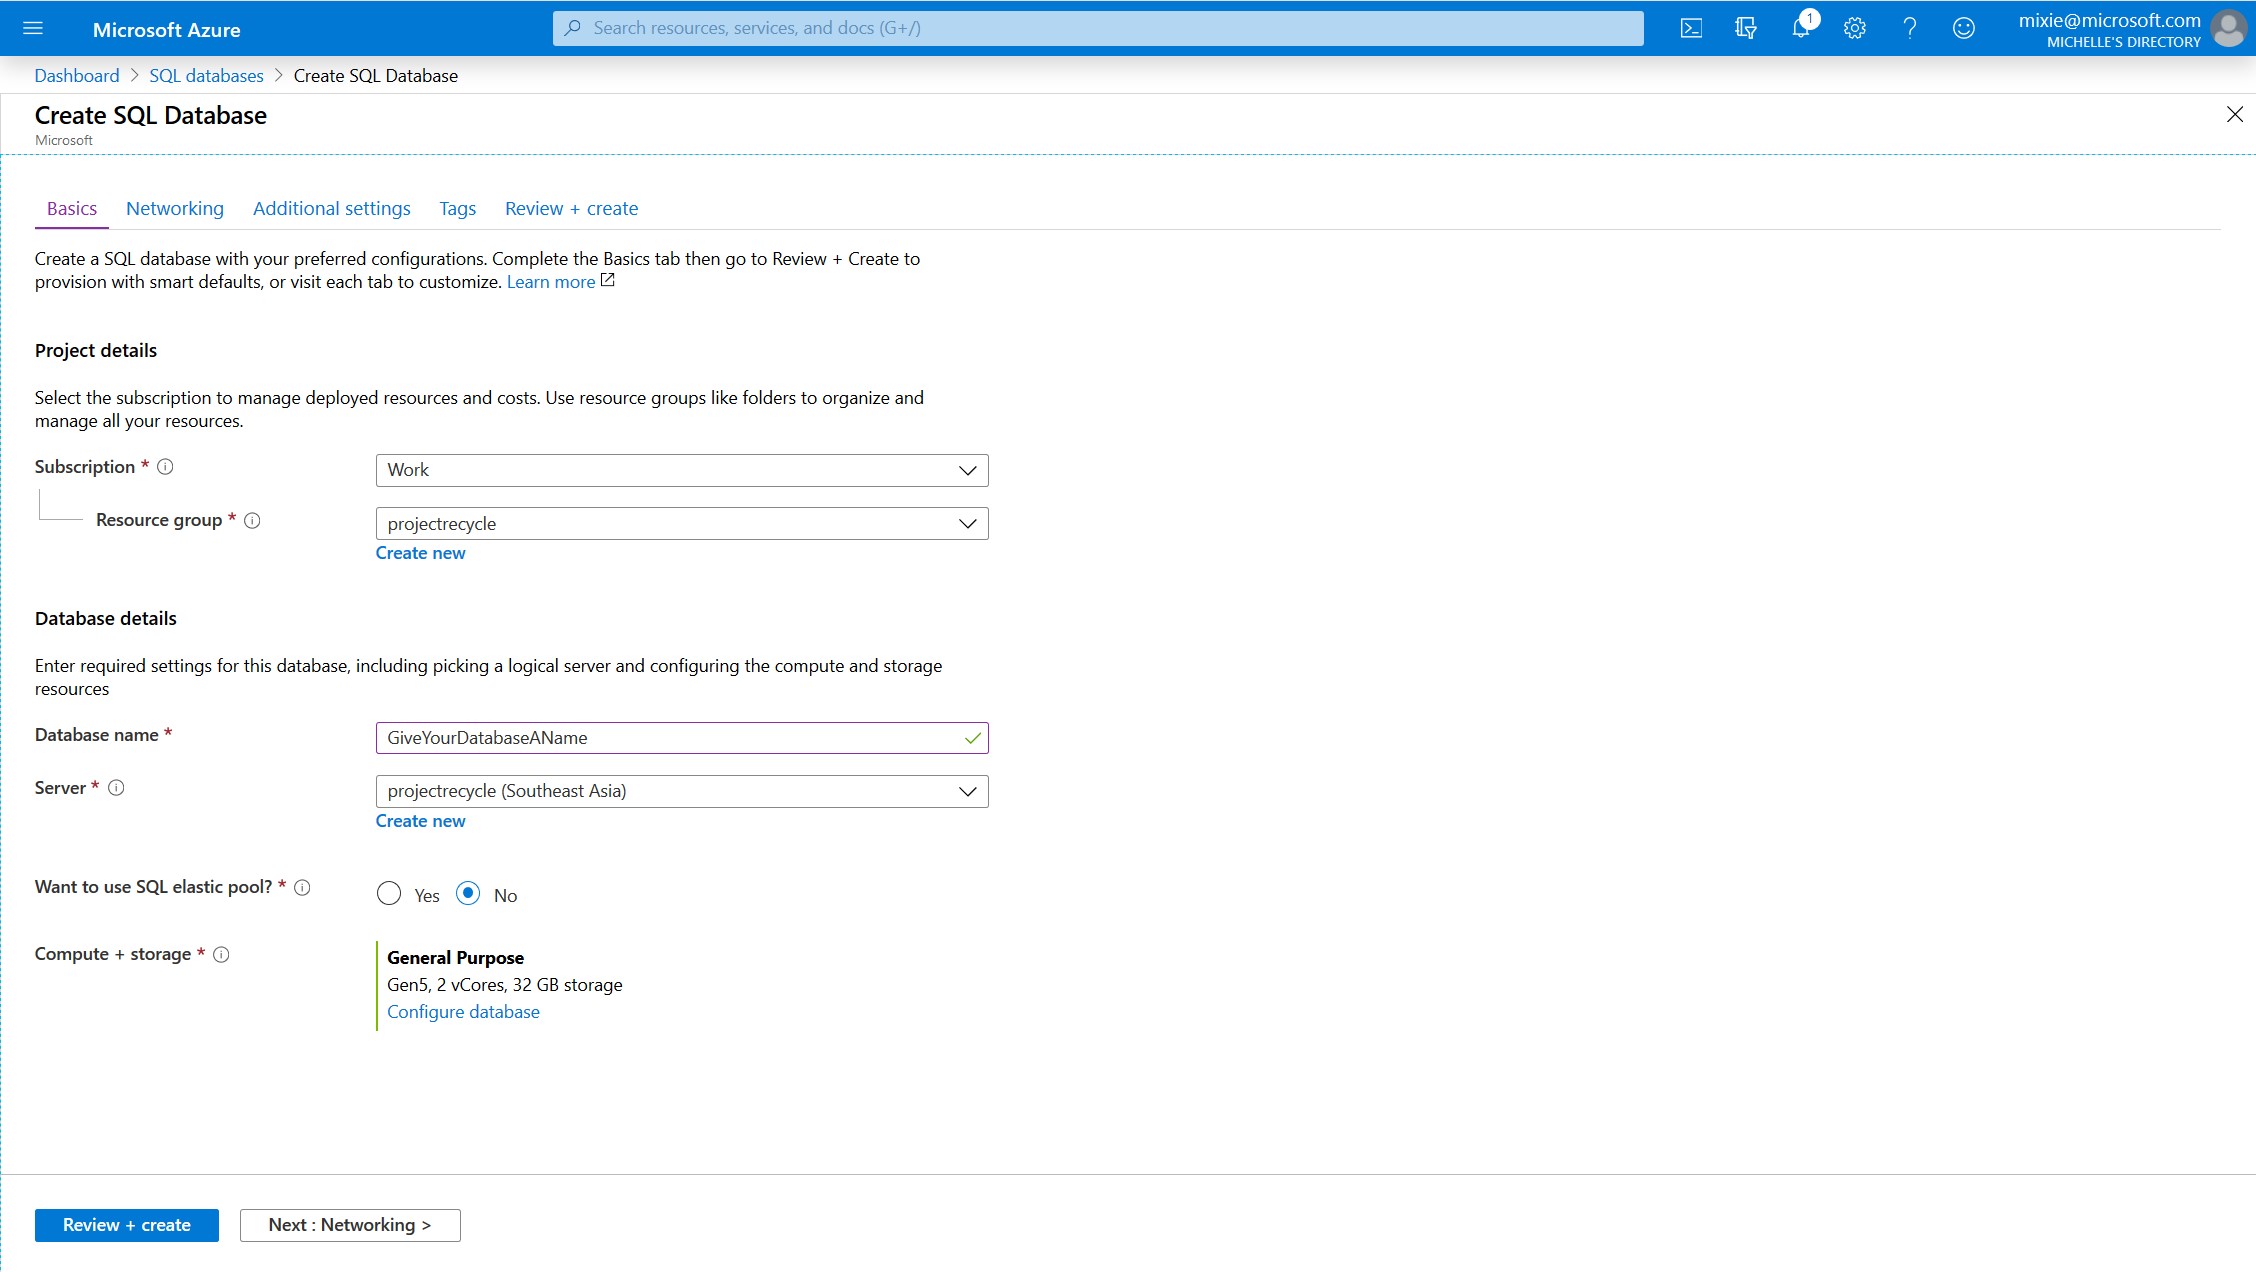 Microsoft Azure
Search resources, services, and docs (G+/)
1
mixie@microsoft.com
MICHELLE'S DIRECTORY
Dashboard > SQL databases > Create SQL Database
Create SQL Database
Microsoft
Basics Networking Additional settings Tags Review + create
Create a SQL database with your preferred configurations. Complete the Basics tab then go to Review + Create to
provision with smart defaults, or visit each tab to customize. Learn more
Project details
Select the subscription to manage deployed resources and costs. Use resource groups like folders to organize and
manage all your resources.
Subscription * Work
Resource group * projectrecycle
Create new
Database details
Enter required settings for this database, including picking a logical server and configuring the compute and storage
resources
Database name * GiveYourDatabaseAName
Server * projectrecycle (Southeast Asia)
Create new
Want to use SQL elastic pool? * Yes No
Compute + storage * General Purpose
Gen5, 2 vCores, 32 GB storage
Configure database
Review + create Next : Networking >